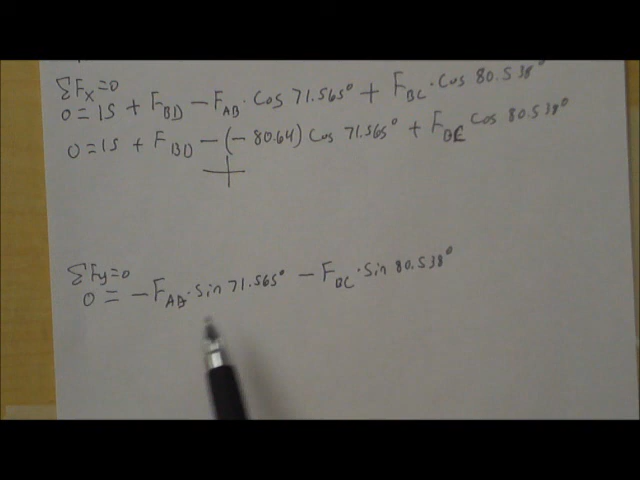 ΣFx=0
0 = 15 + FBD - FAB · Cos 71.565° + FBC · Cos 80.538°
0 = 15 + FBD - (-80.64) Cos 71.565° + FBC Cos 80.538°
+
ΣFy=0
0 = -FAB · Sin 71.565° - FBC · Sin 80.538°